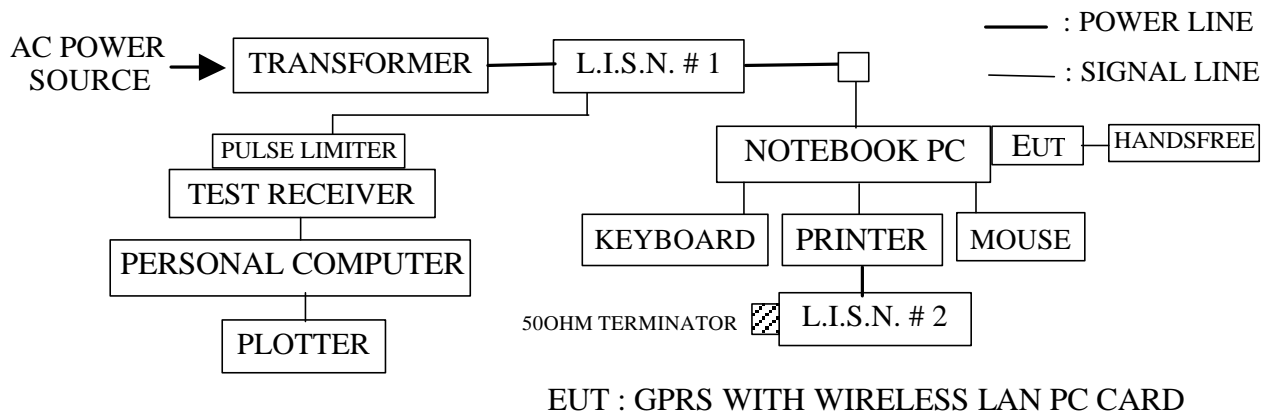 AC POWER
SOURCE
TRANSFORMER
L.I.S.N. # 1
: POWER LINE
: SIGNAL LINE
PULSE LIMITER
TEST RECEIVER
PERSONAL COMPUTER
PLOTTER
NOTEBOOK PC
EUT
HANDSFREE
KEYBOARD
PRINTER
MOUSE
50OHM TERMINATOR
L.I.S.N. # 2
EUT : GPRS WITH WIRELESS LAN PC CARD